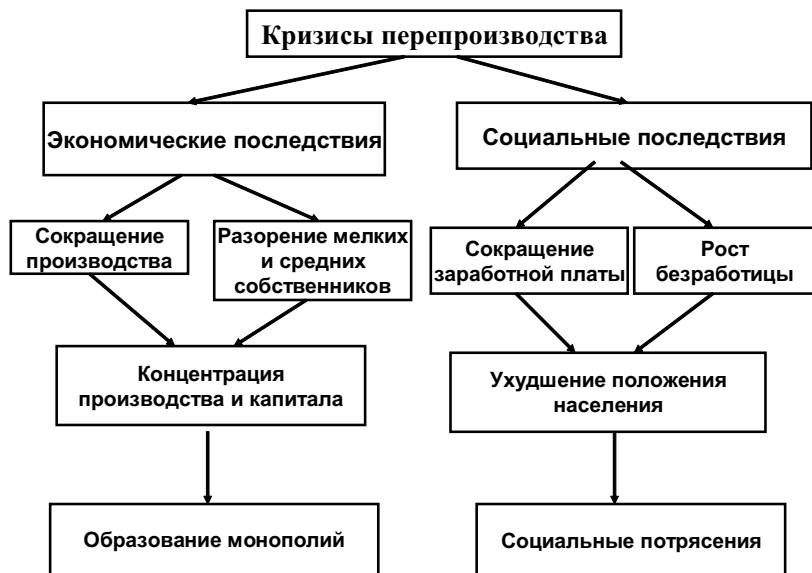 Кризисы перепроизводства
Экономические последствия
Социальные последствия
Сокращение
производства
Разорение мелких
и средних
собственников
Сокращение
заработной платы
Рост
безработицы
Концентрация
производства и капитала
Ухудшение положения
населения
Образование монополий
Социальные потрясения